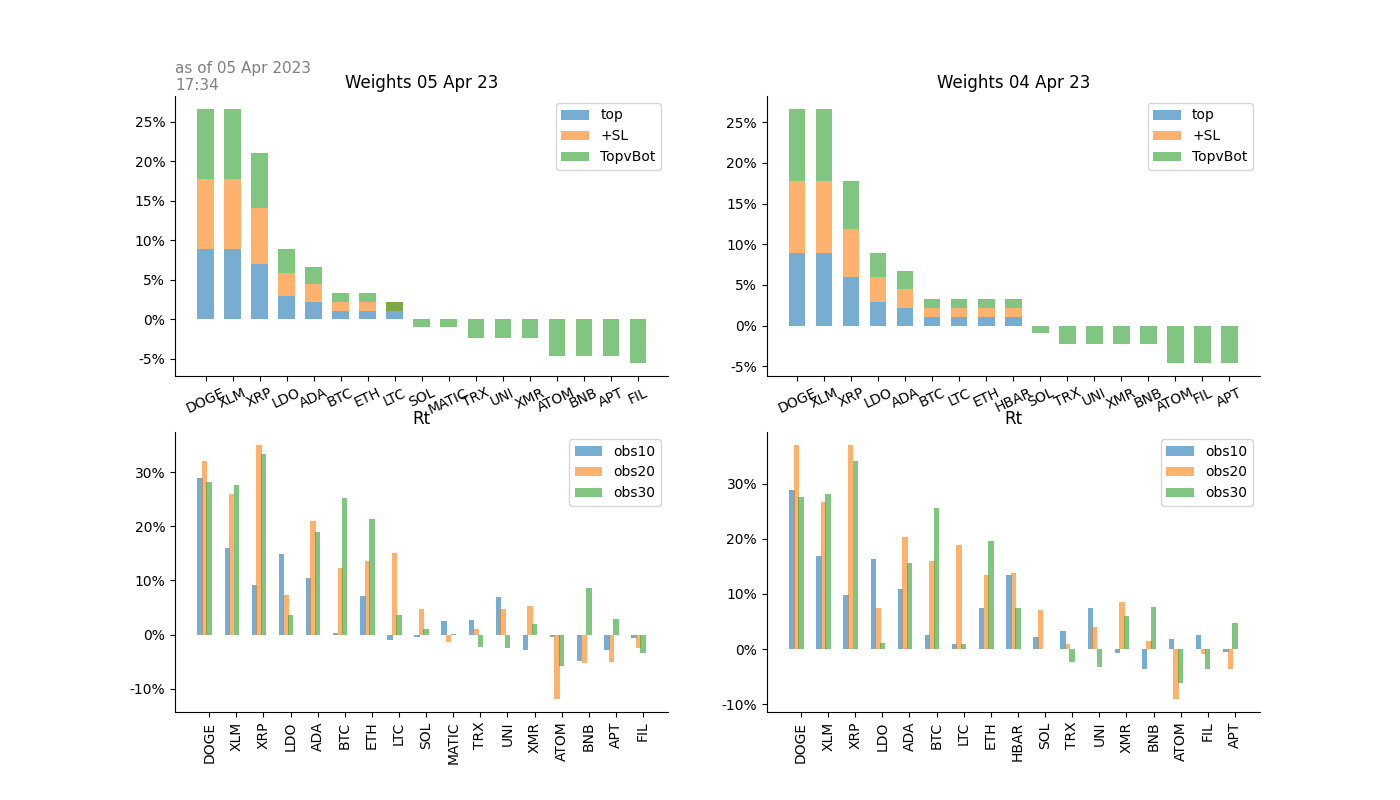 as of 05 Apr 2023
17:34
Weights 05 Apr 23
25%
20%
15%
10%
5%
0%
-5%
top
+SL
TopvBot
DOGE XLM XRP LDO ADA BTC ETH LTC SOL MATIC TRX UNI XMR ATOM BNB APT FIL
Weights 04 Apr 23
25%
20%
15%
10%
5%
0%
-5%
top
+SL
TopvBot
DOGE XLM XRP LDO ADA BTC LTC ETH HBAR SOL TRX UNI XMR BNB ATOM FIL APT
Rt
30%
20%
10%
0%
-10%
obs10
obs20
obs30
DOGE XLM XRP LDO ADA BTC ETH LTC SOL MATIC TRX UNI XMR ATOM BNB APT FIL
Rt
30%
20%
10%
0%
-10%
obs10
obs20
obs30
DOGE XLM XRP LDO ADA BTC LTC ETH HBAR SOL TRX UNI XMR BNB ATOM FIL APT